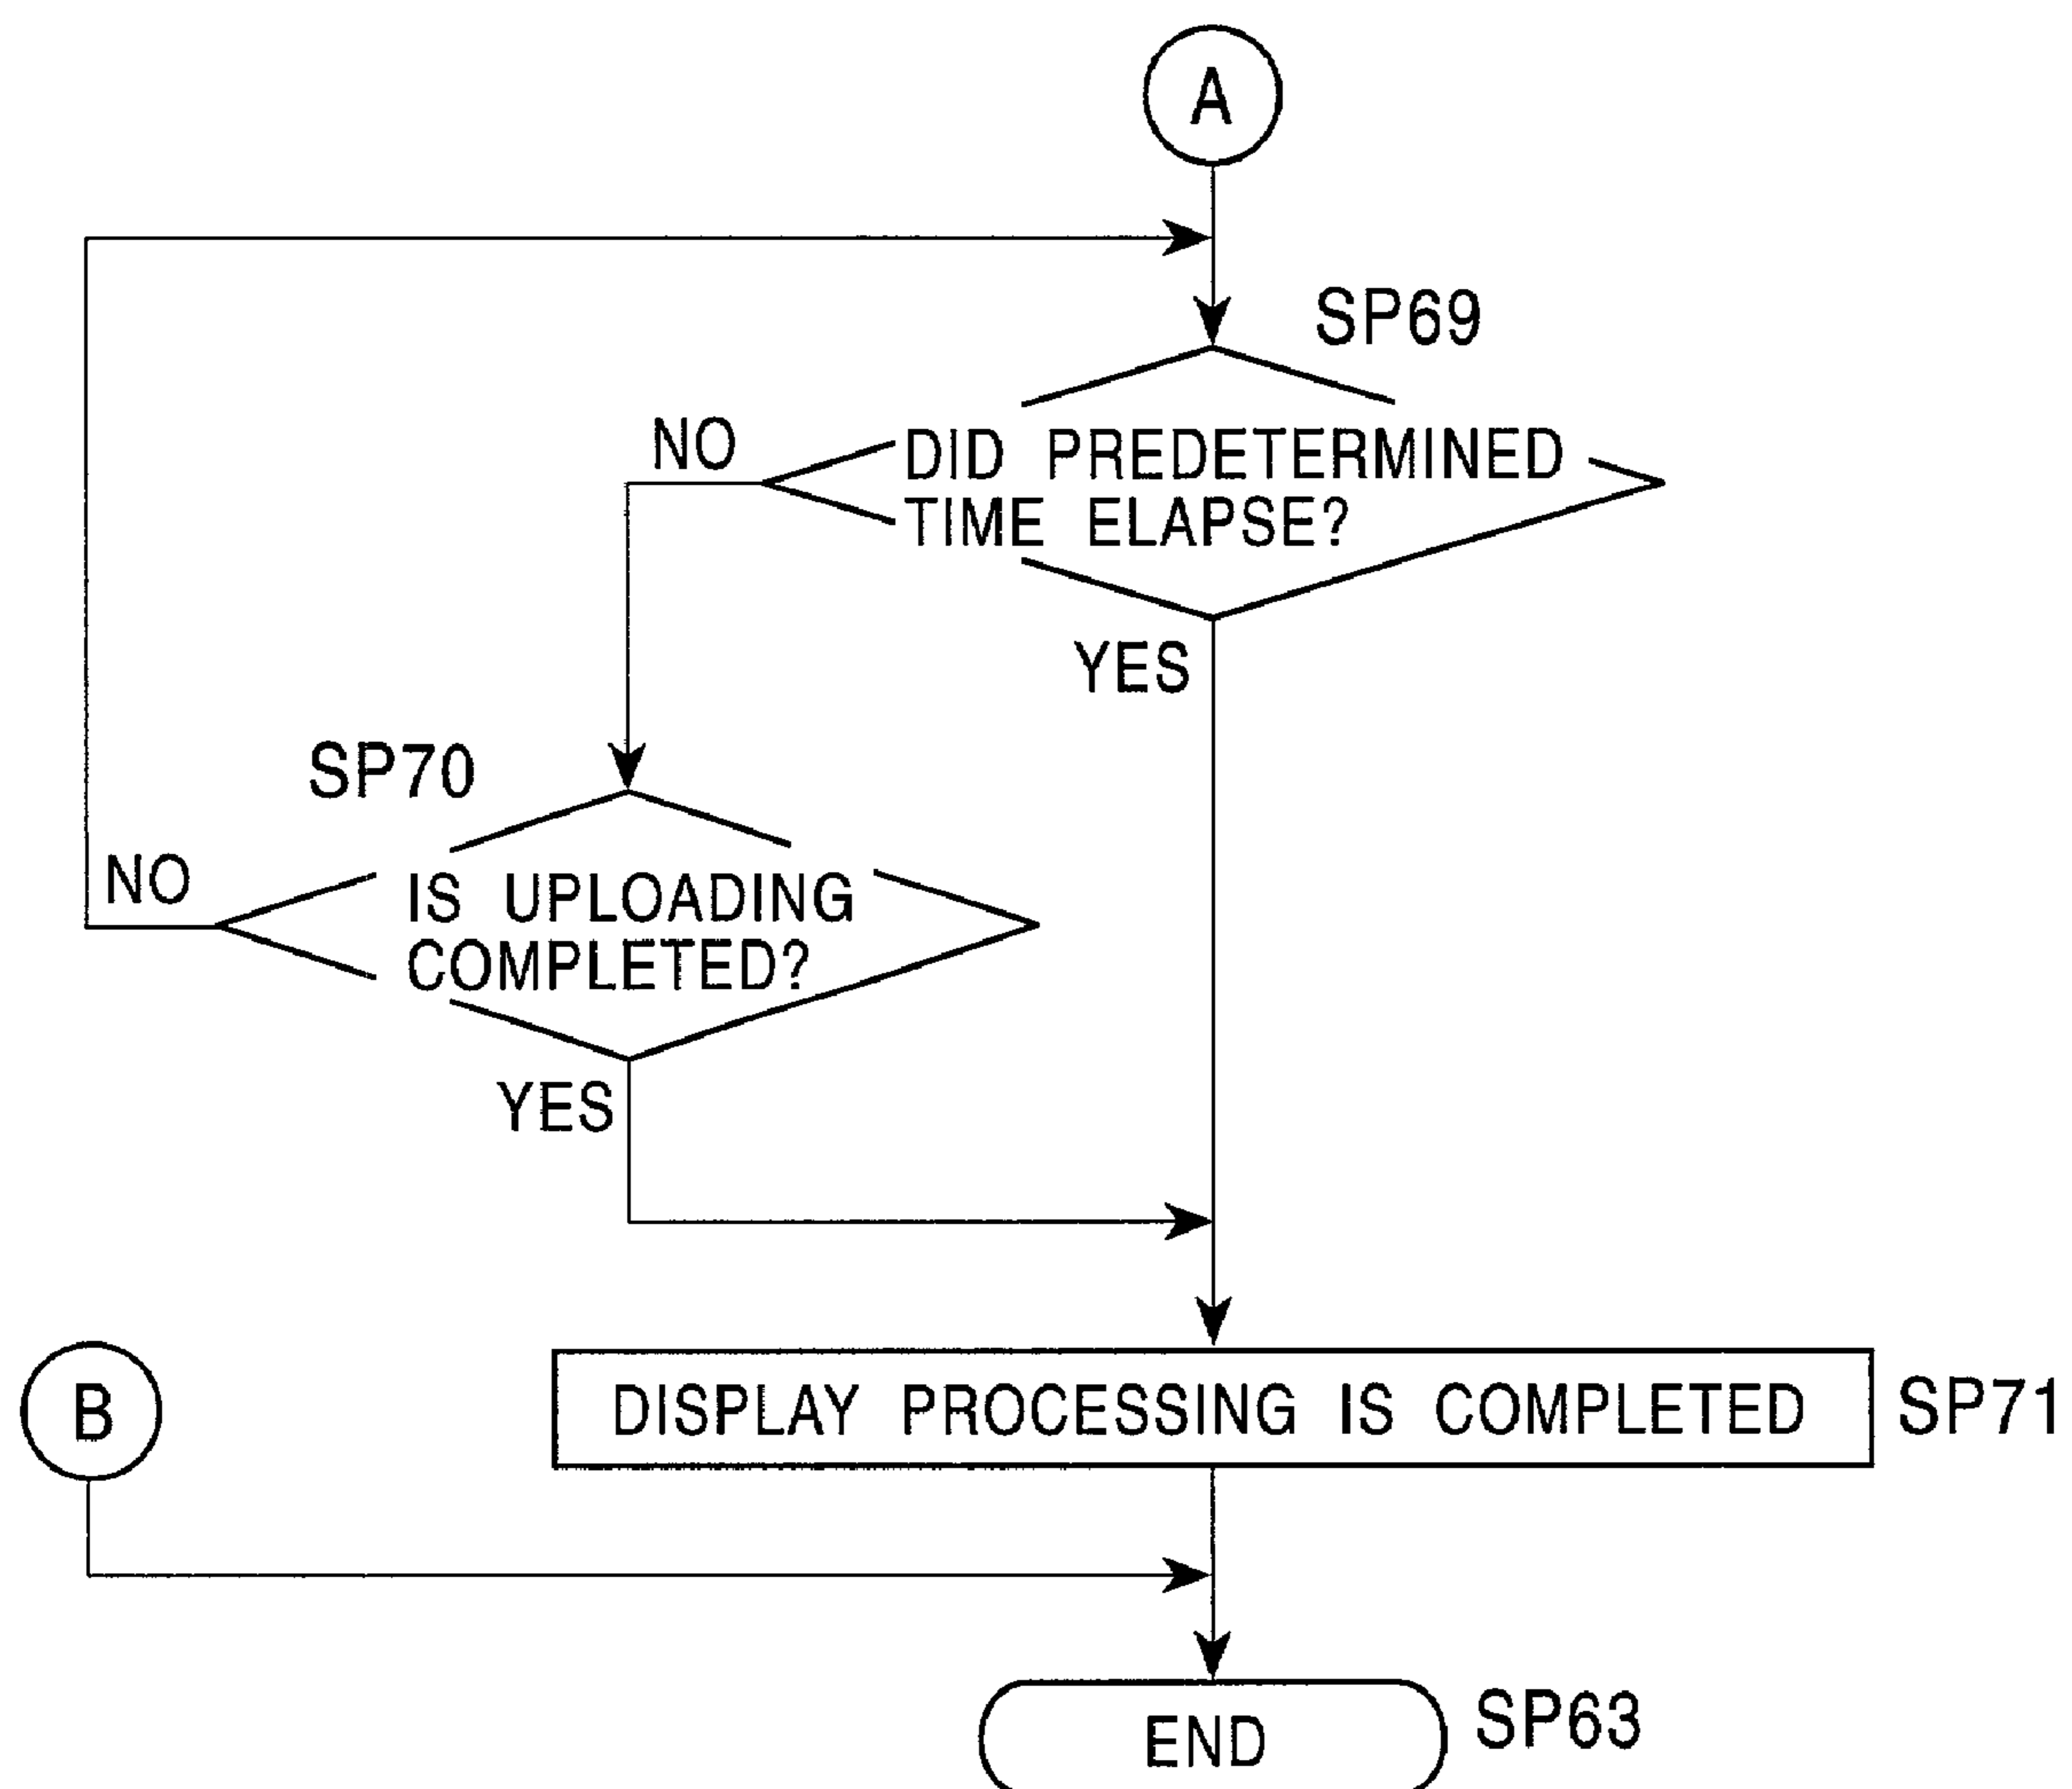 A
SP69
NO
DID PREDETERMINED
TIME ELAPSE?
YES
SP70
NO
IS UPLOADING
COMPLETED?
YES
B
DISPLAY PROCESSING IS COMPLETED
SP71
END
SP63